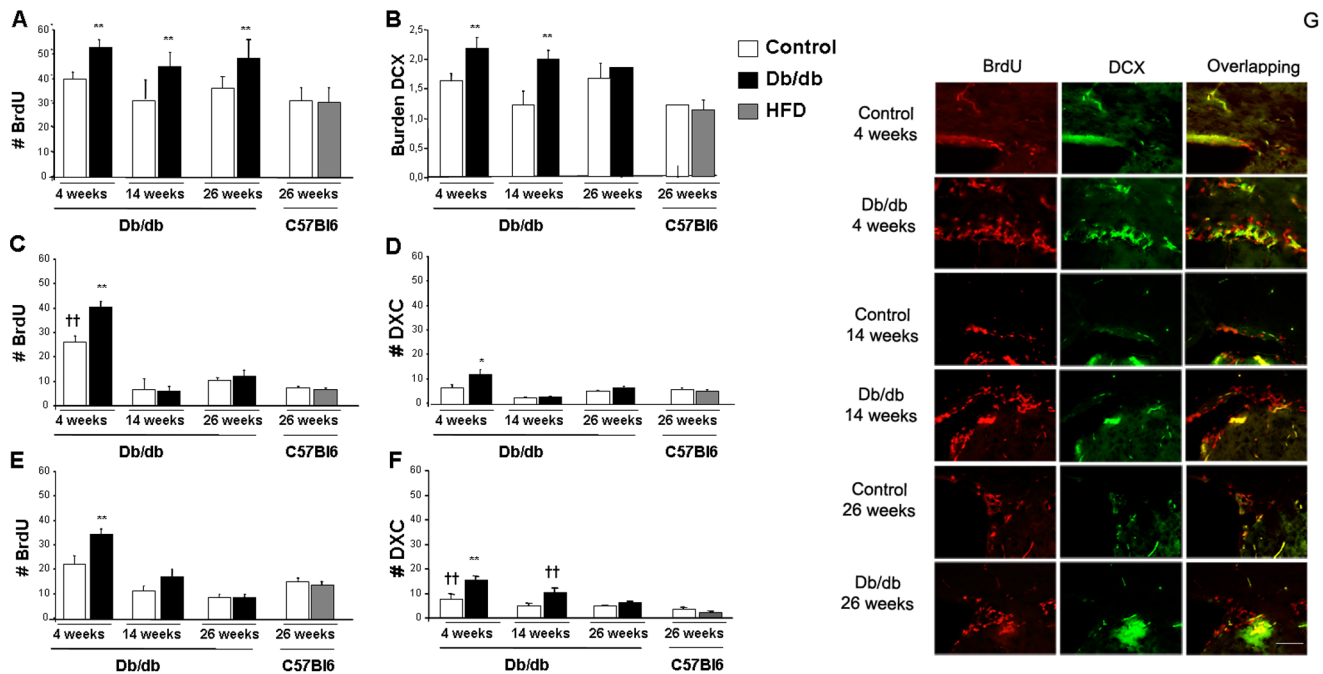 A
# BrdU
60
50
40
30
20
10
0
** ** **
4 weeks 14 weeks 26 weeks 26 weeks
Db/db C57Bl6
B
Burden DCX
2,5
2,0
1,5
1,0
0,5
0,0
** **
4 weeks 14 weeks 26 weeks 26 weeks
Db/db C57Bl6
Control
Db/db
HFD
C
# BrdU
60
50
40
30
20
10
0
†† **
4 weeks 14 weeks 26 weeks 26 weeks
Db/db C57Bl6
D
# DXC
60
50
40
30
20
10
0
*
4 weeks 14 weeks 26 weeks 26 weeks
Db/db C57Bl6
E
# BrdU
60
50
40
30
20
10
0
**
4 weeks 14 weeks 26 weeks 26 weeks
Db/db C57Bl6
F
# DXC
60
50
40
30
20
10
0
†† ** ††
4 weeks 14 weeks 26 weeks 26 weeks
Db/db C57Bl6
G
BrdU DCX Overlapping
Control
4 weeks
Db/db
4 weeks
Control
14 weeks
Db/db
14 weeks
Control
26 weeks
Db/db
26 weeks